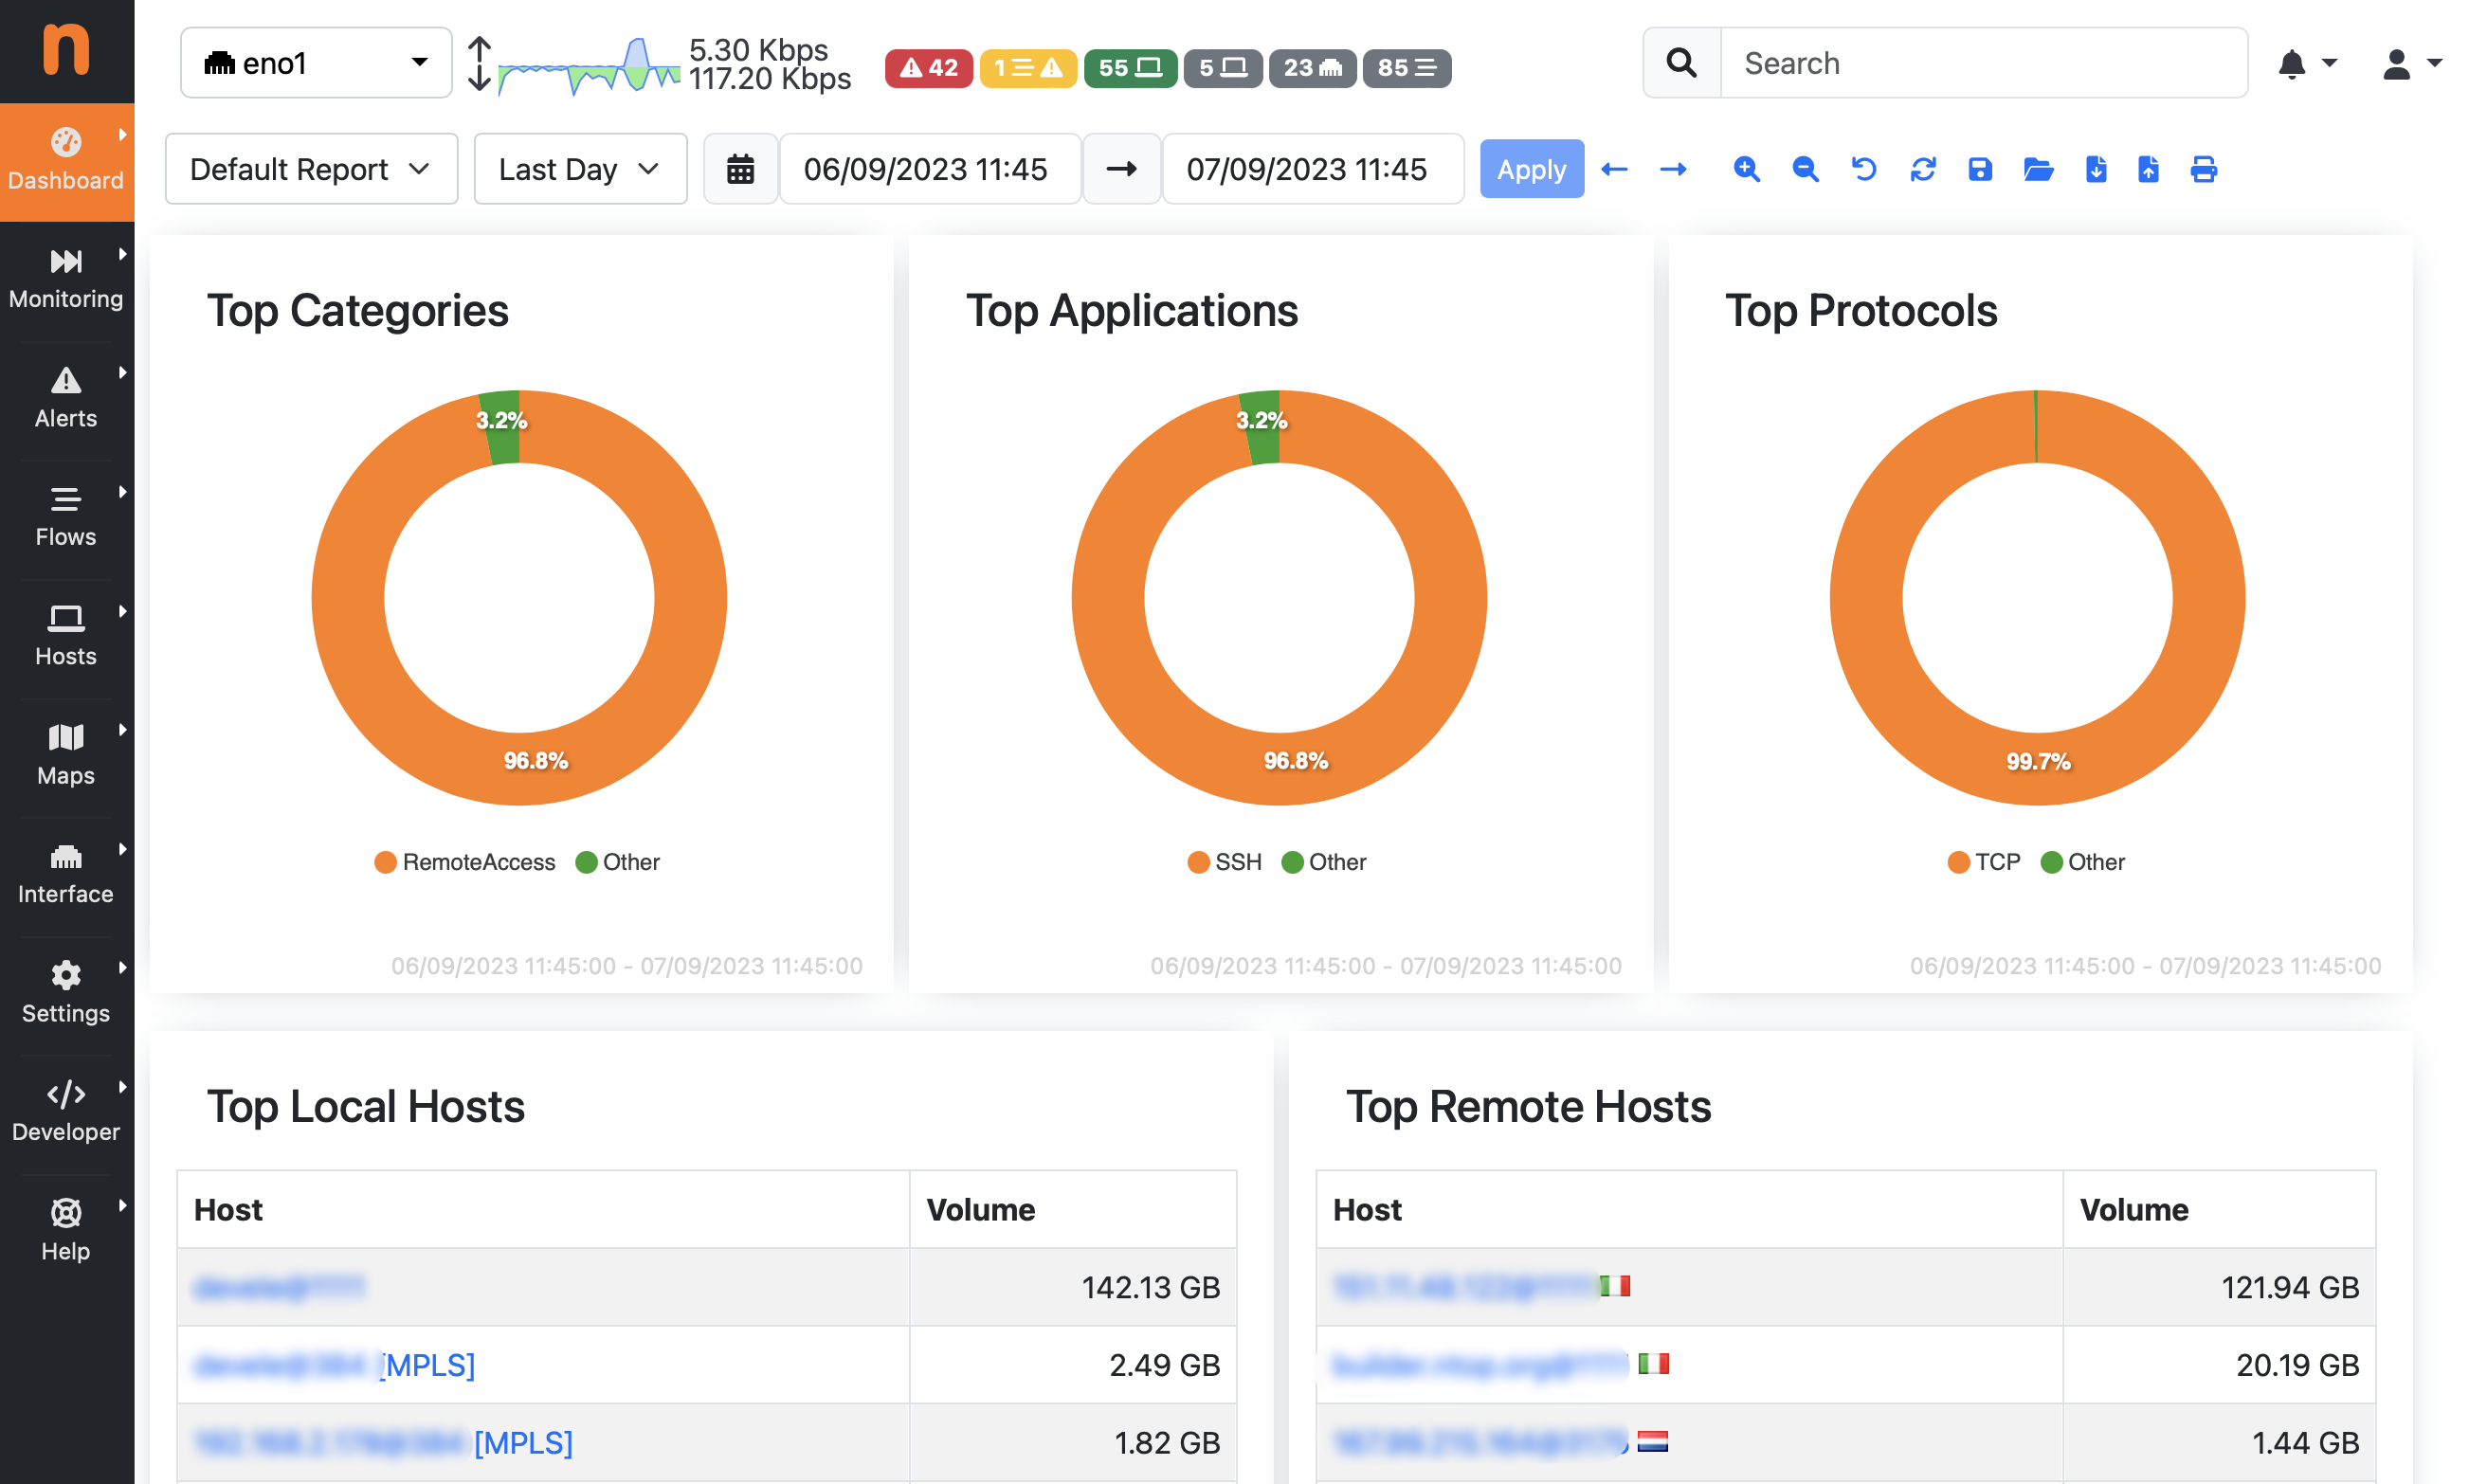 n
eno1
5.30 Kbps
117.20 Kbps
42
1
55
5
23
85
Search
Default Report
Last Day
06/09/2023 11:45
07/09/2023 11:45
Apply
Dashboard
Monitoring
Alerts
Flows
Hosts
Maps
Interface
Settings
Developer
Help
Top Categories
3.2%
96.8%
RemoteAccess
Other
06/09/2023 11:45:00 - 07/09/2023 11:45:00
Top Applications
3.2%
96.8%
SSH
Other
06/09/2023 11:45:00 - 07/09/2023 11:45:00
Top Protocols
99.7%
TCP
Other
06/09/2023 11:45:00 - 07/09/2023 11:45:00
Top Local Hosts
Host Volume
142.13 GB
[MPLS] 2.49 GB
[MPLS] 1.82 GB
Top Remote Hosts
Host Volume
121.94 GB
20.19 GB
1.44 GB